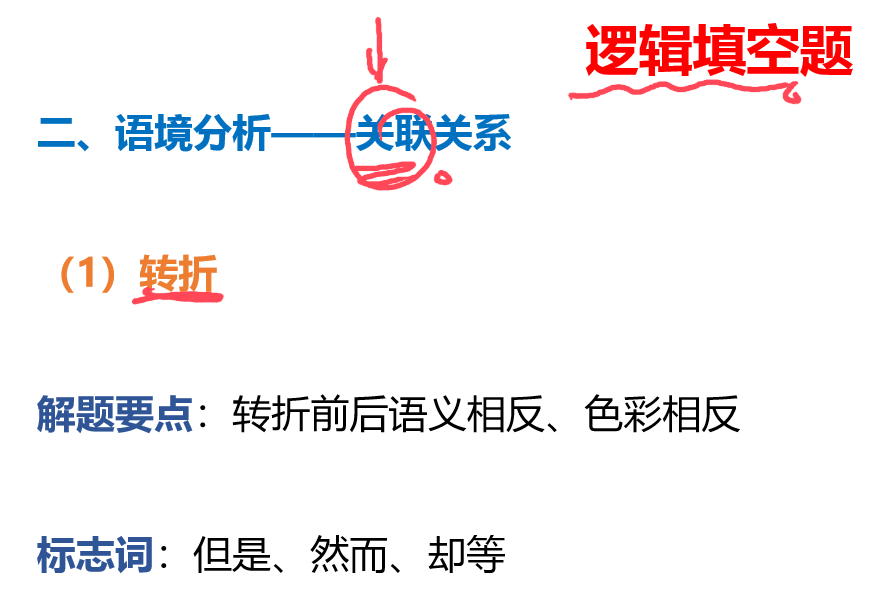 逻辑填空题
二、语境分析——关联关系
（1）转折
解题要点：转折前后语义相反、色彩相反
标志词：但是、然而、却等